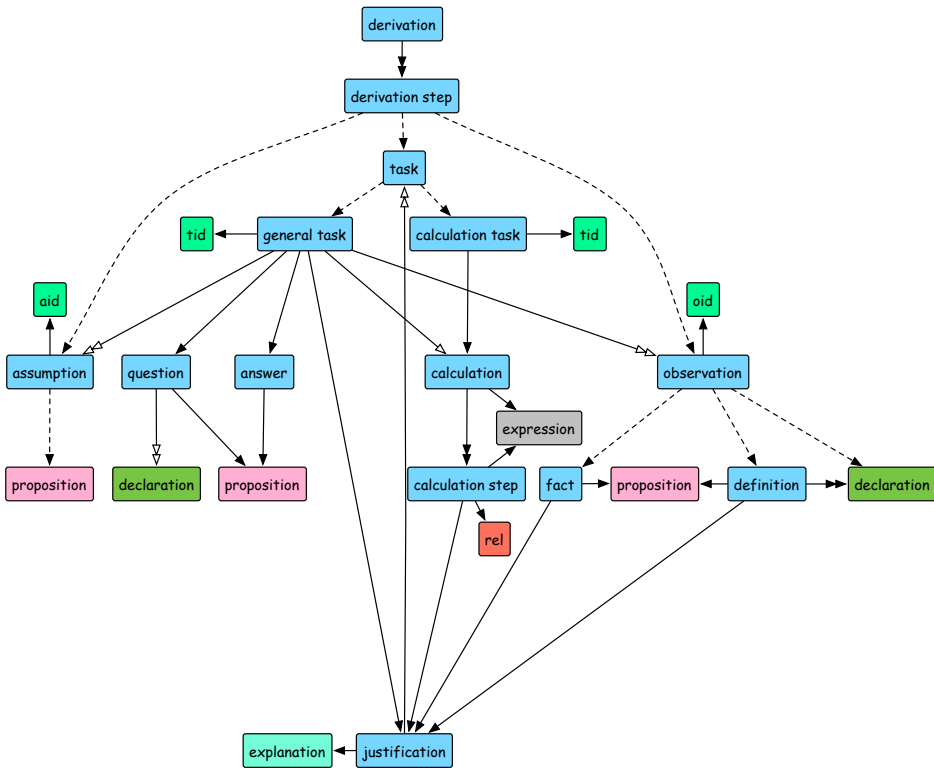 derivation
derivation step
task
tid
general task
calculation task
tid
aid
oid
assumption
question
answer
calculation
observation
expression
proposition
declaration
proposition
calculation step
fact
proposition
definition
declaration
rel
explanation
justification